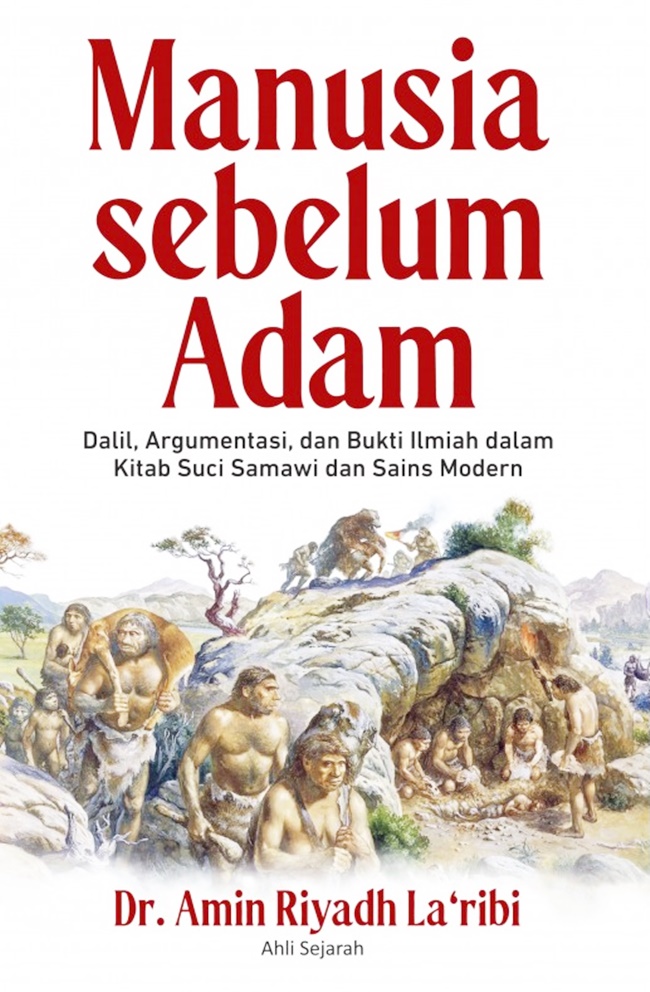 Manusia
sebelum
Adam
Dalil, Argumentasi, dan Bukti Ilmiah dalam
Kitab Suci Samawi dan Sains Modern
Dr. Amin Riyadh La‘ribi
Ahli Sejarah